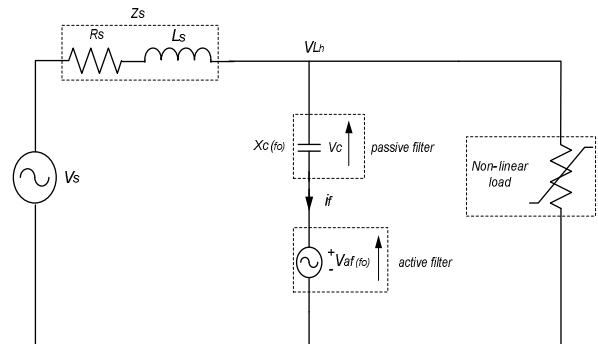 Zs
Rs
Ls
VLh
Xc (fo)
Vc
passive filter
Non-linear
load
Vs
if
+
Vaf (fo)
-
active filter